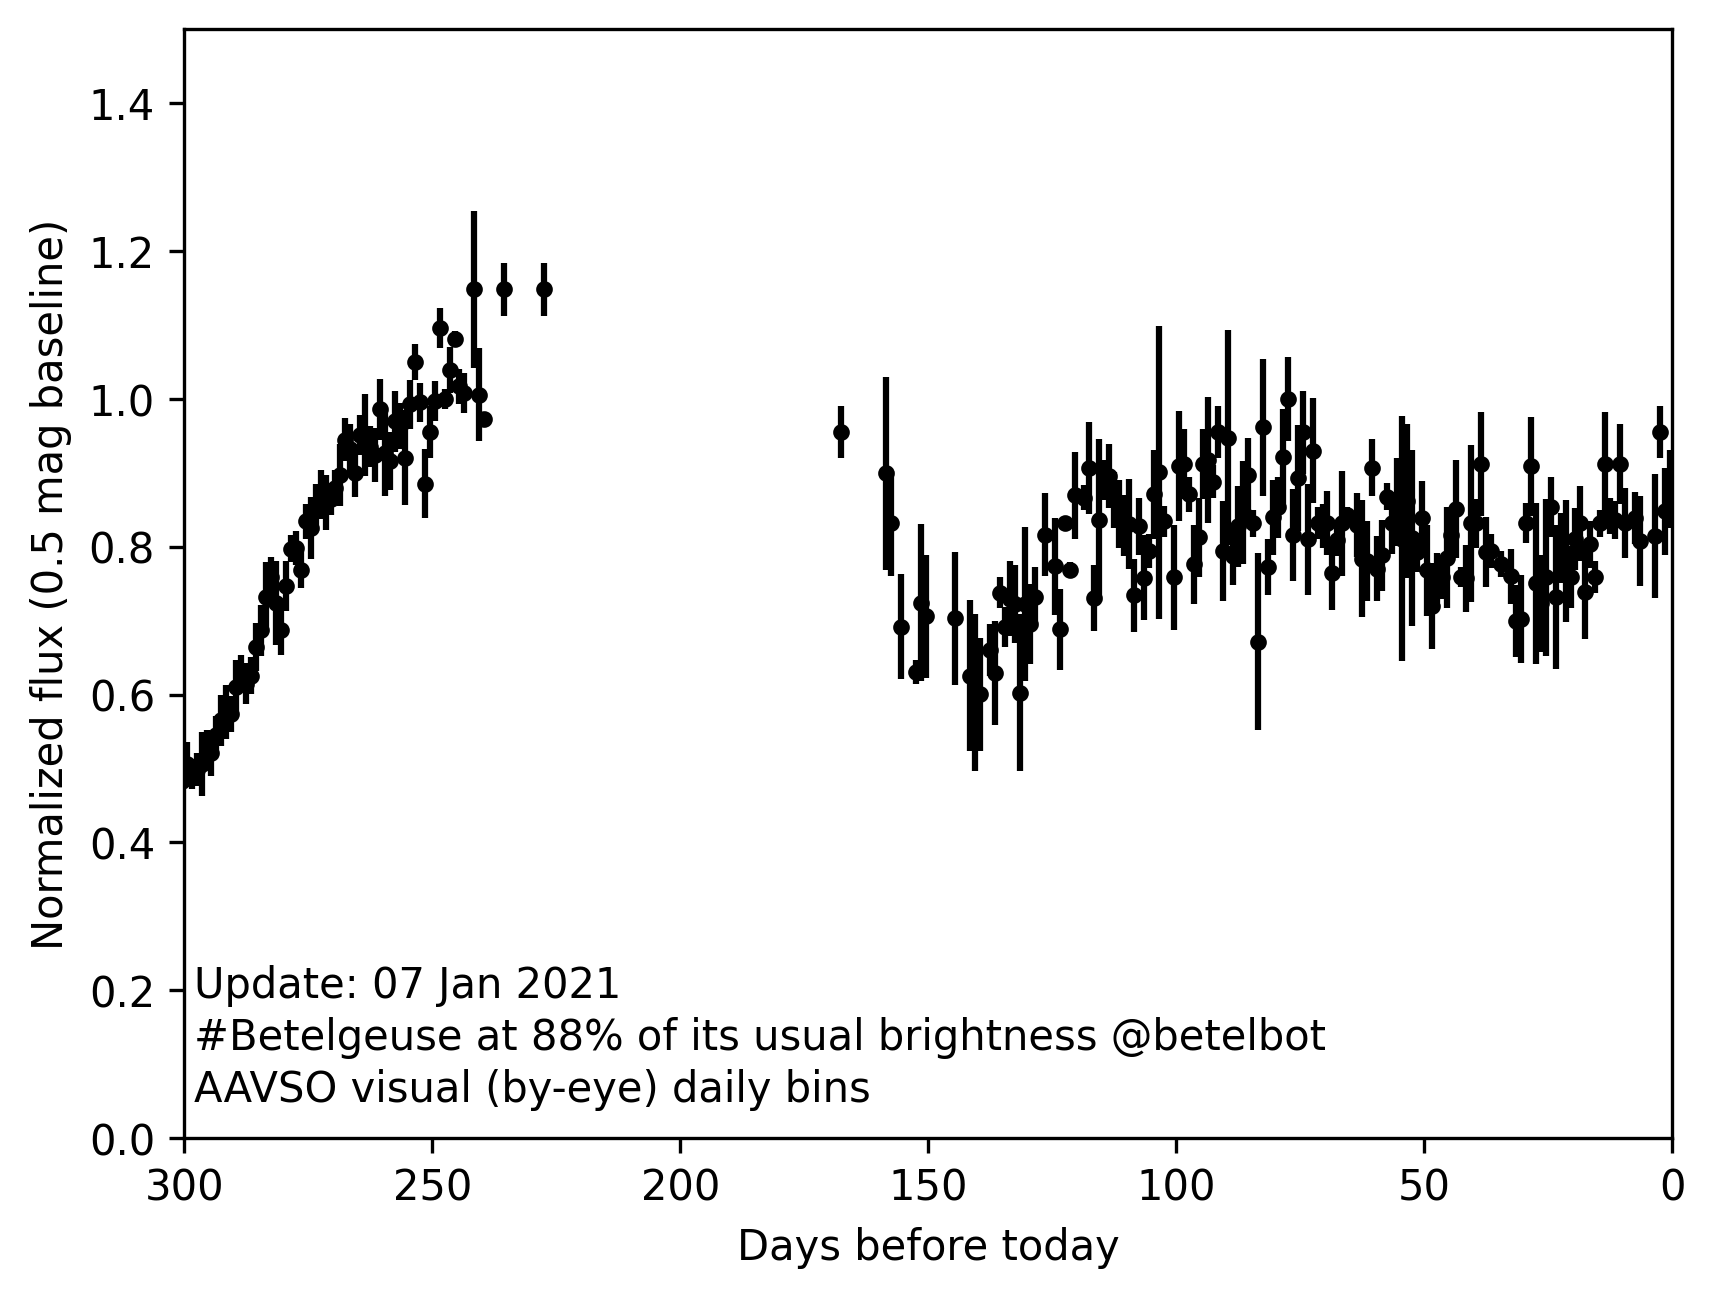 1.4
1.2
1.0
0.8
0.6
0.4
0.2
0.0
Normalized flux (0.5 mag baseline)
Update: 07 Jan 2021
#Betelgeuse at 88% of its usual brightness @betelbot
AAVSO visual (by-eye) daily bins
300 250 200 150 100 50 0
Days before today